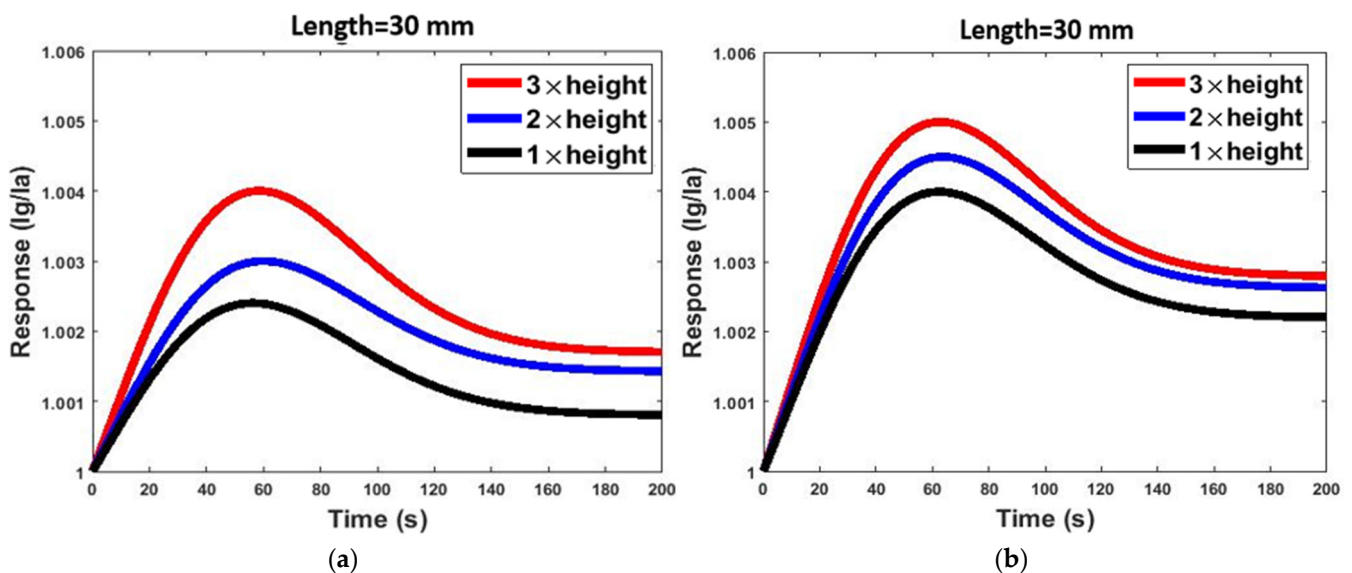 Length=30 mm
1.006
1.005
1.004
1.003
1.002
1.001
1
Response (Ig/Ia)
3×height
2×height
1×height
0 20 40 60 80 100 120 140 160 180 200
Time (s)
(a)
Length=30 mm
1.006
1.005
1.004
1.003
1.002
1.001
1
Response (Ig/Ia)
3×height
2×height
1×height
0 20 40 60 80 100 120 140 160 180 200
Time (s)
(b)